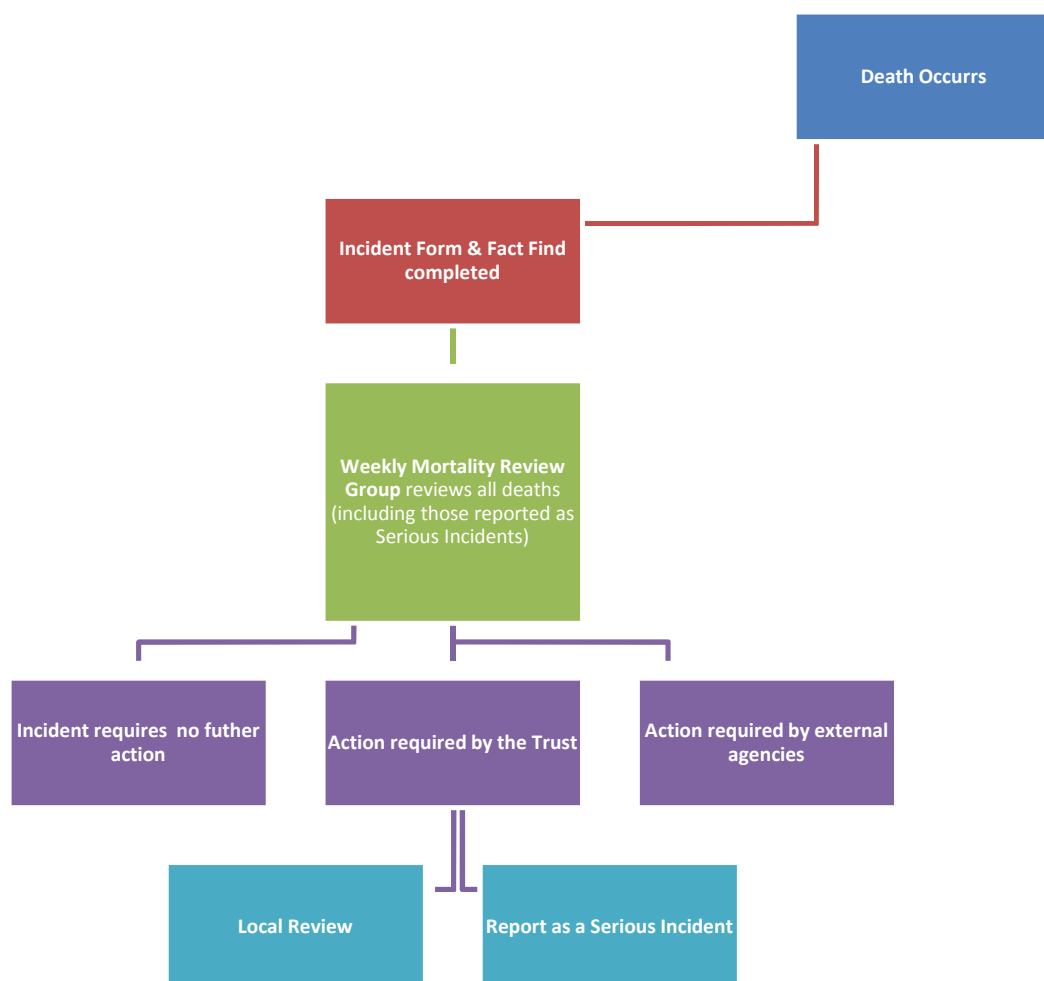 Death Occurrs
Incident Form & Fact Find
completed
Weekly Mortality Review
Group reviews all deaths
(including those reported as
Serious Incidents)
Incident requires  no futher
action
Action required by the Trust
Action required by external
agencies
Local Review
Report as a Serious Incident